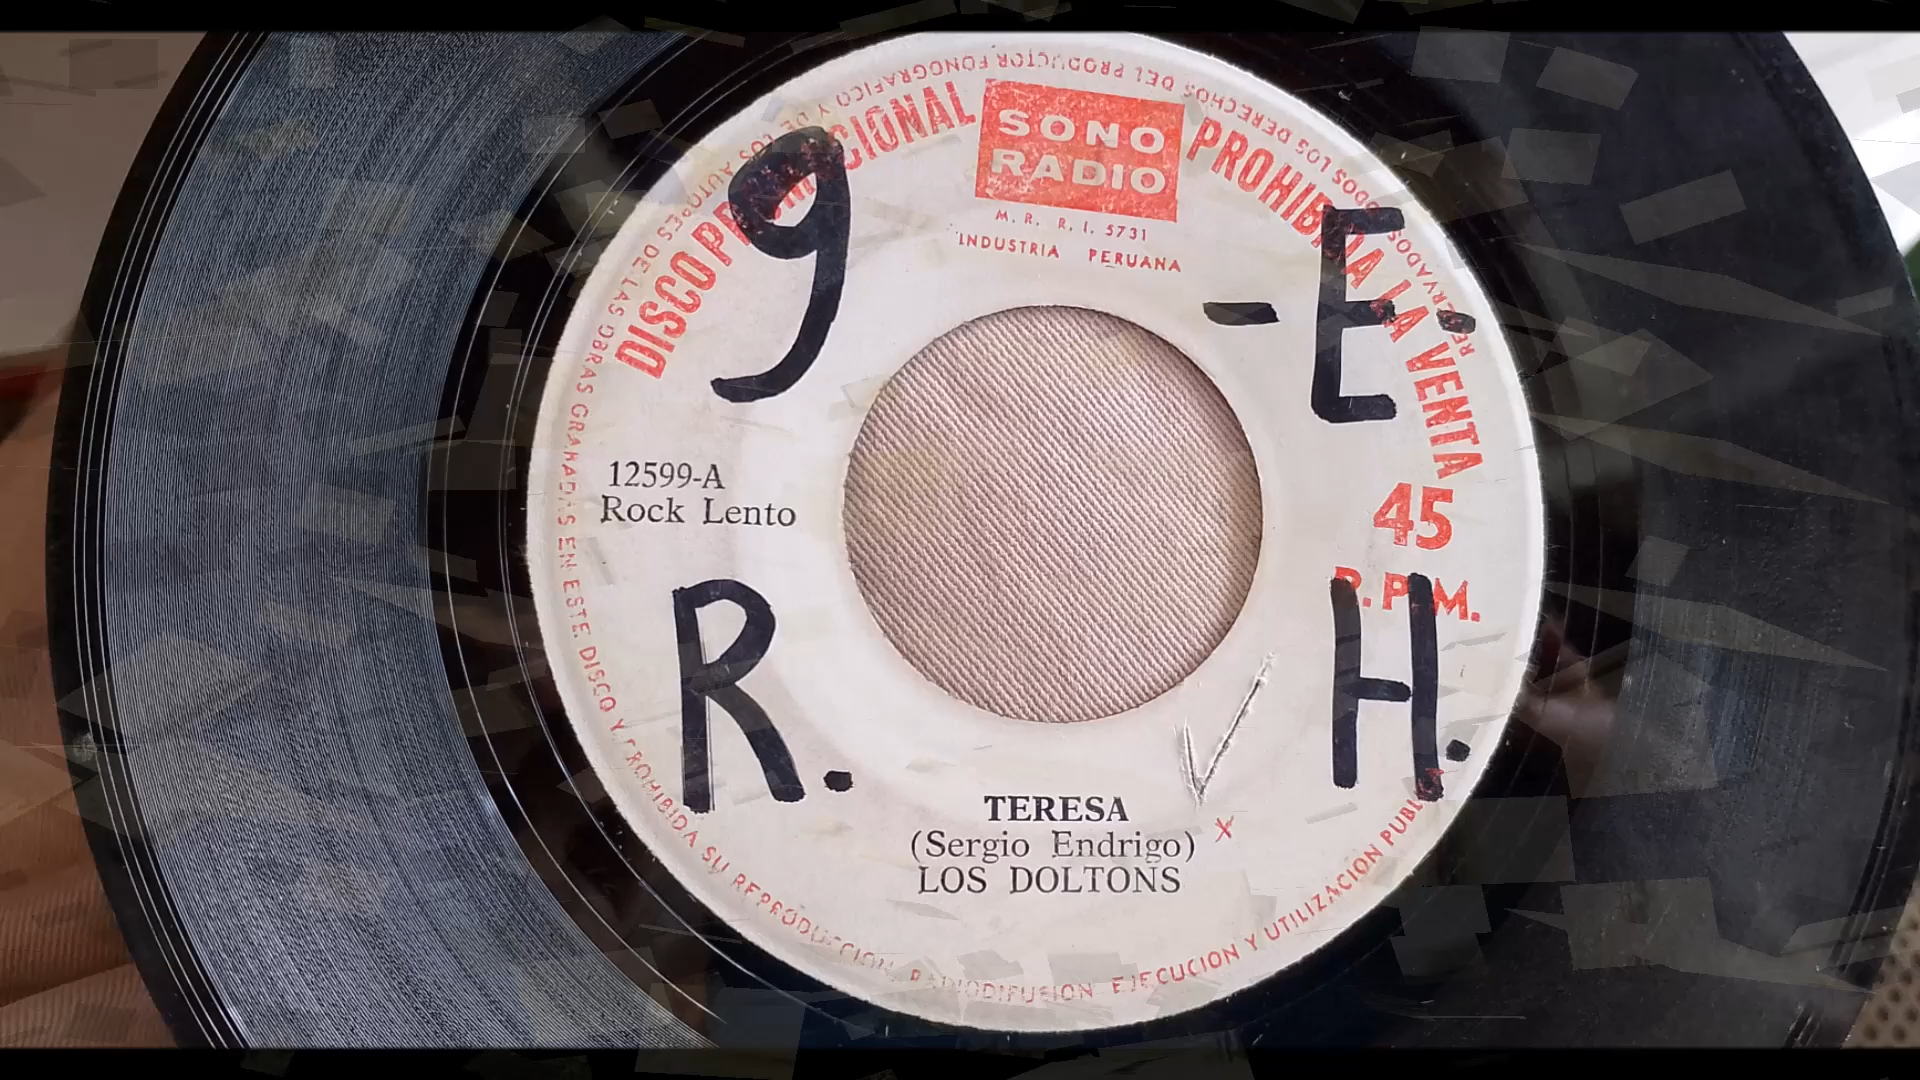 SONO
RADIO
M. R. R. I. 5731
INDUSTRIA PERUANA
DISCO PROMOCIONAL
PROHIBIDA LA VENTA
9
-E.
12599-A
Rock Lento
45
R.P.M.
R.
H.
TERESA
(Sergio Endrigo)
LOS DOLTONS
TODOS LOS DERECHOS DEL PRODUCTOR FONOGRAFICO Y DE LOS AUTORES DE LAS OBRAS GRABADAS EN ESTE DISCO Y PROHIBIDA SU REPRODUCCION RADIODIFUSION EJECUCION Y UTILIZACION PUBLICA
RESERVADOS